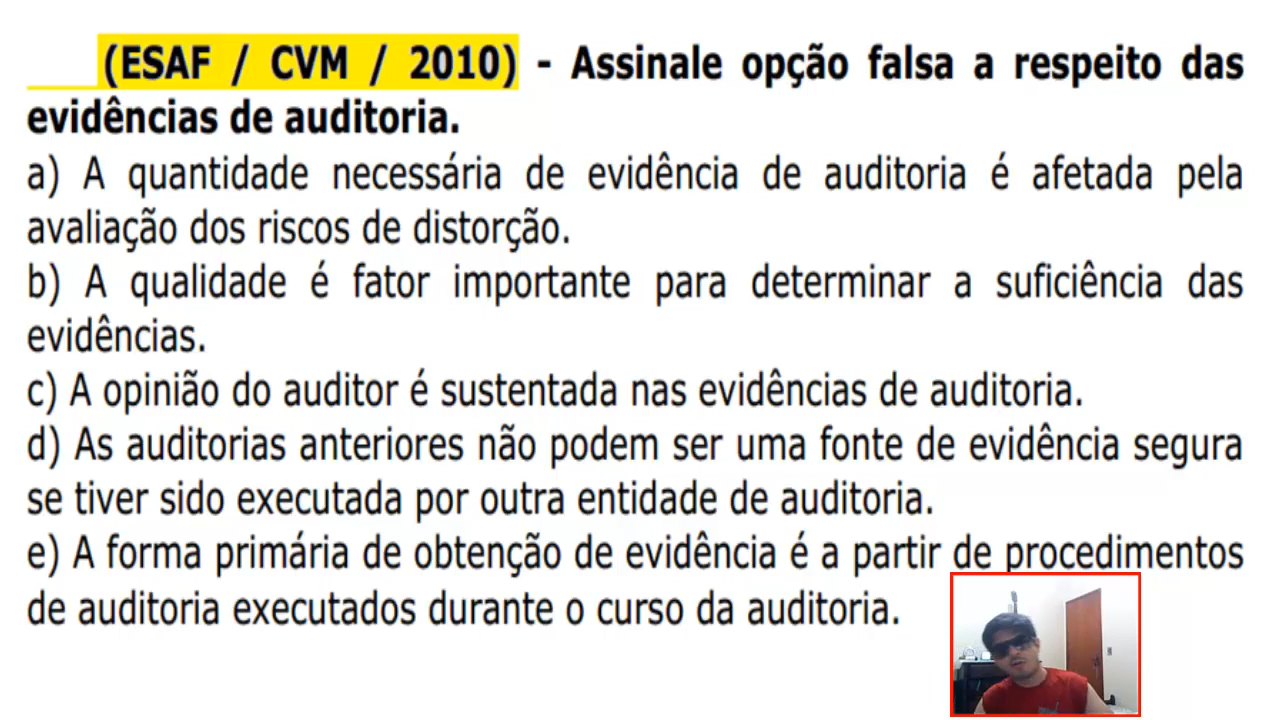 (ESAF / CVM / 2010) - Assinale opção falsa a respeito das
evidências de auditoria.
a) A quantidade necessária de evidência de auditoria é afetada pela
avaliação dos riscos de distorção.
b) A qualidade é fator importante para determinar a suficiência das
evidências.
c) A opinião do auditor é sustentada nas evidências de auditoria.
d) As auditorias anteriores não podem ser uma fonte de evidência segura
se tiver sido executada por outra entidade de auditoria.
e) A forma primária de obtenção de evidência é a partir de procedimentos
de auditoria executados durante o curso da auditoria.